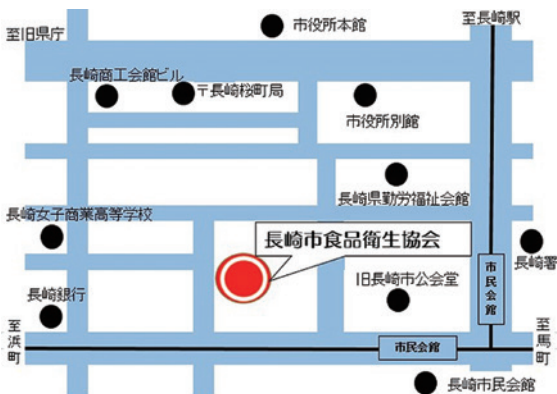 市役所本館
至長崎駅
至旧県庁
長崎商工会館ビル
〒長崎桜町局
市役所別館
長崎県勤労福祉会館
長崎女子商業高等学校
長崎市食品衛生協会
長崎署
市民会館
旧長崎市公会堂
長崎銀行
至浜町
市民会館
至馬町
長崎市民会館